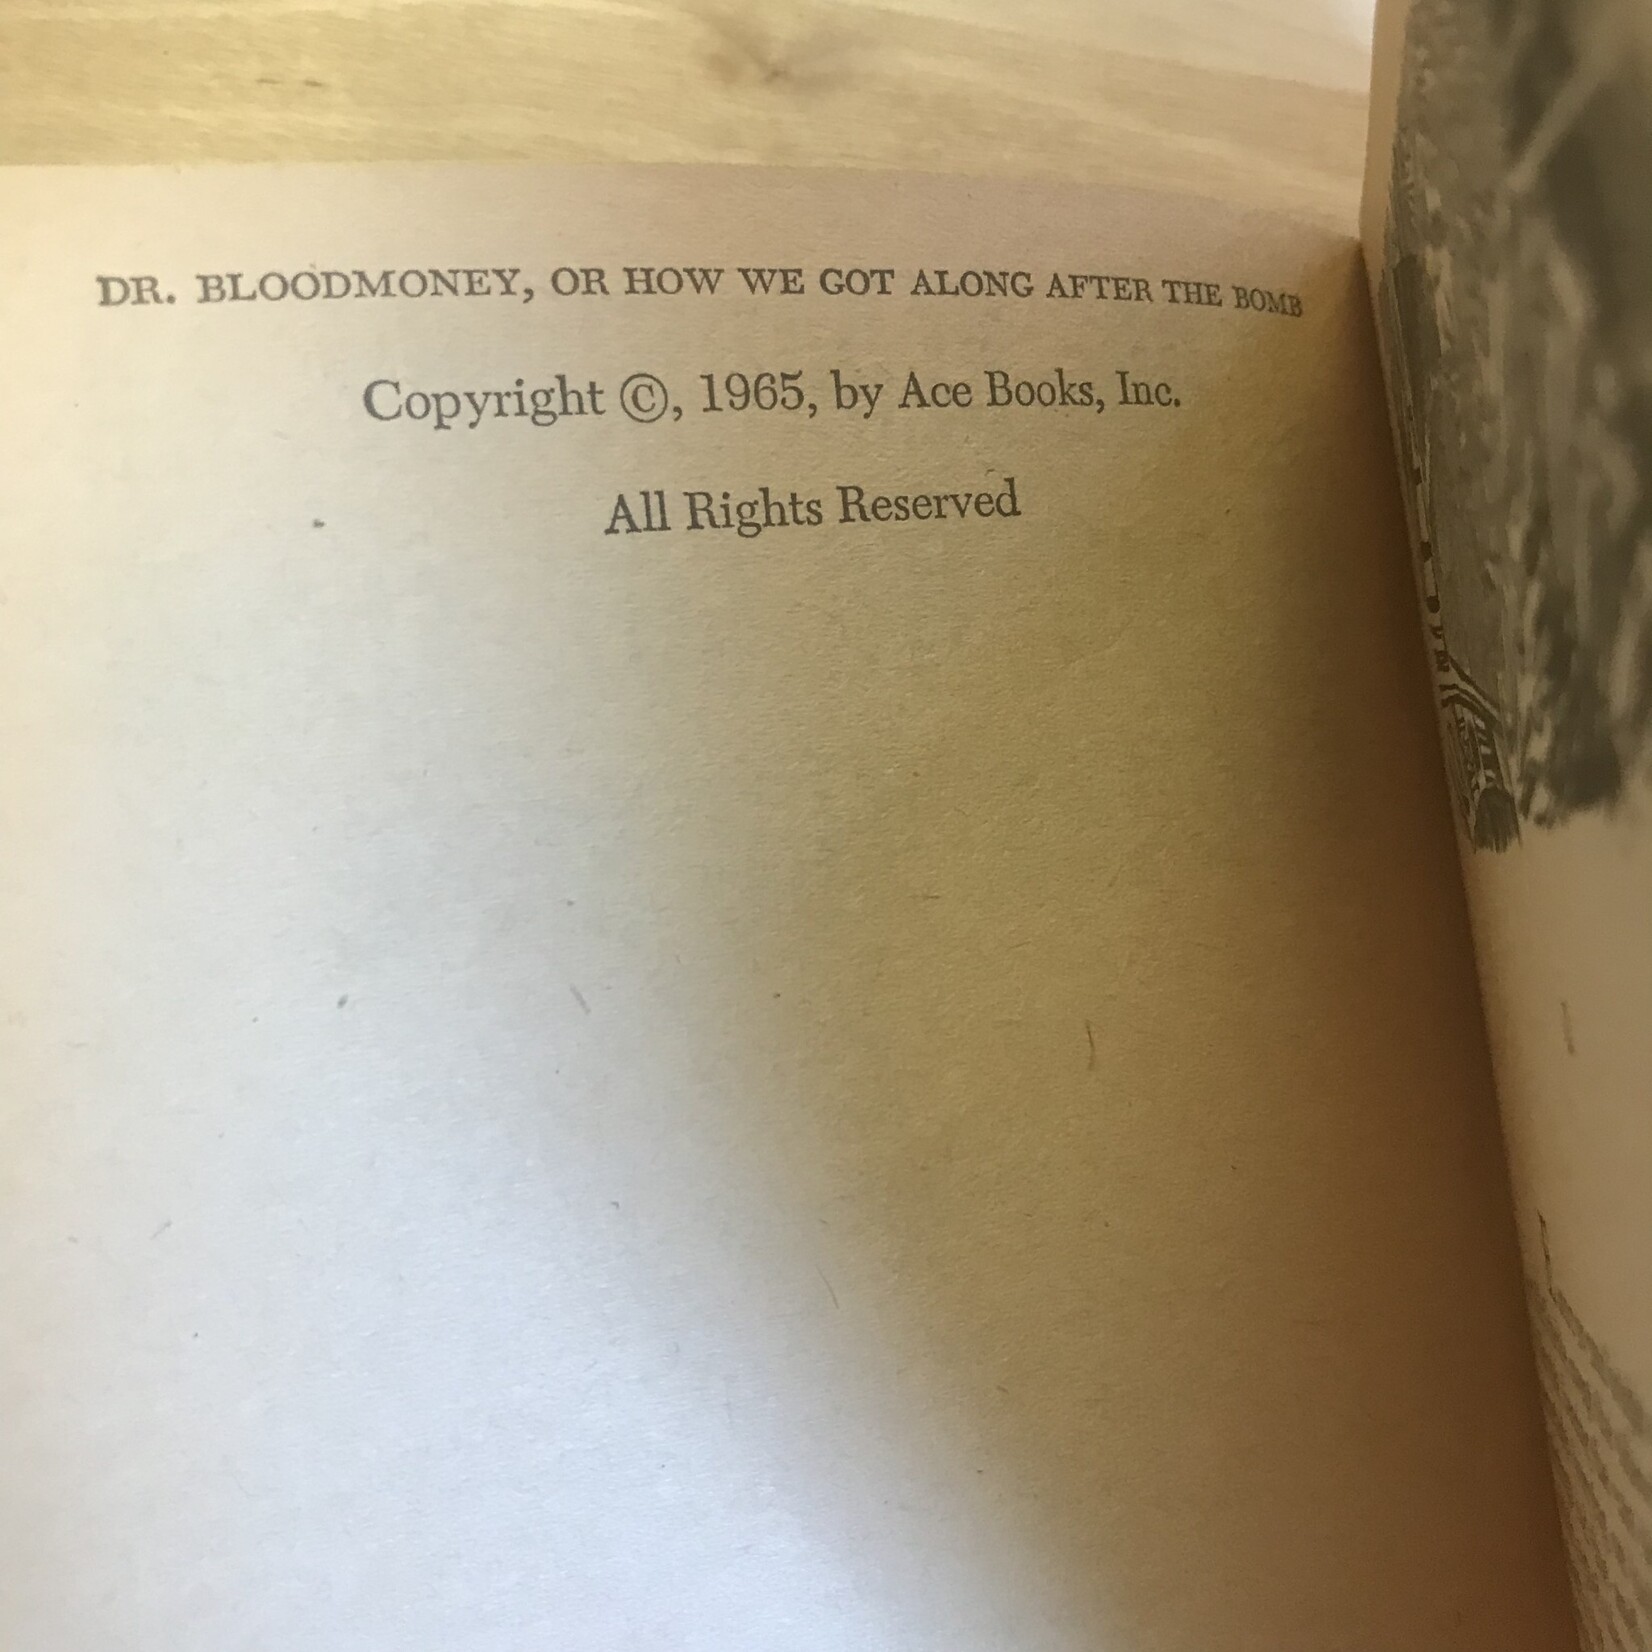 DR. BLOODMONEY, OR HOW WE GOT ALONG AFTER THE BOMB
Copyright ©, 1965, by Ace Books, Inc.
All Rights Reserved